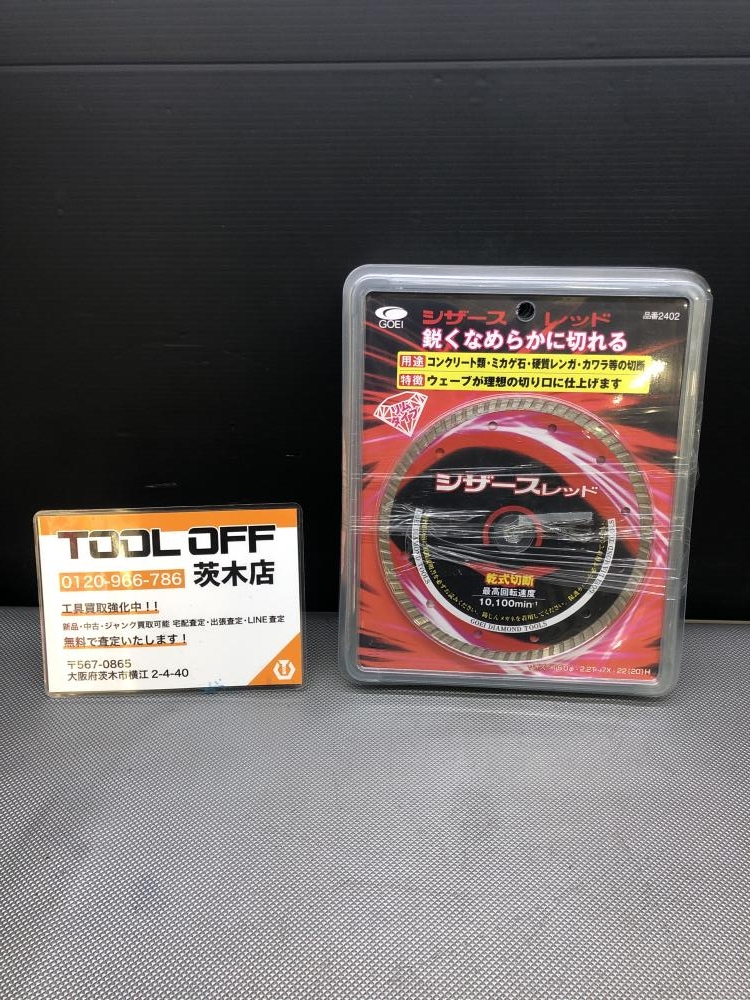 TOOL OFF
0120-966-786 茨木店
工具買取強化中！！
新品・中古・ジャンク買取可能 宅配査定・出張査定・LINE査定
無料で査定いたします！
〒567-0865
大阪府茨木市横江 2-4-40
GOEI
シザース レッド
品番2402
鋭くなめらかに切れる
用途 コンクリート類・ミカゲ石・硬質レンガ・カワラ等の切断
特徴 ウェーブが理想の切り口に仕上げます
リム
タイプ
シザースレッド
乾式切断
最高回転速度
10,100min⁻¹
GOEI DIAMOND TOOLS
GOEI DIAMOND TOOLS